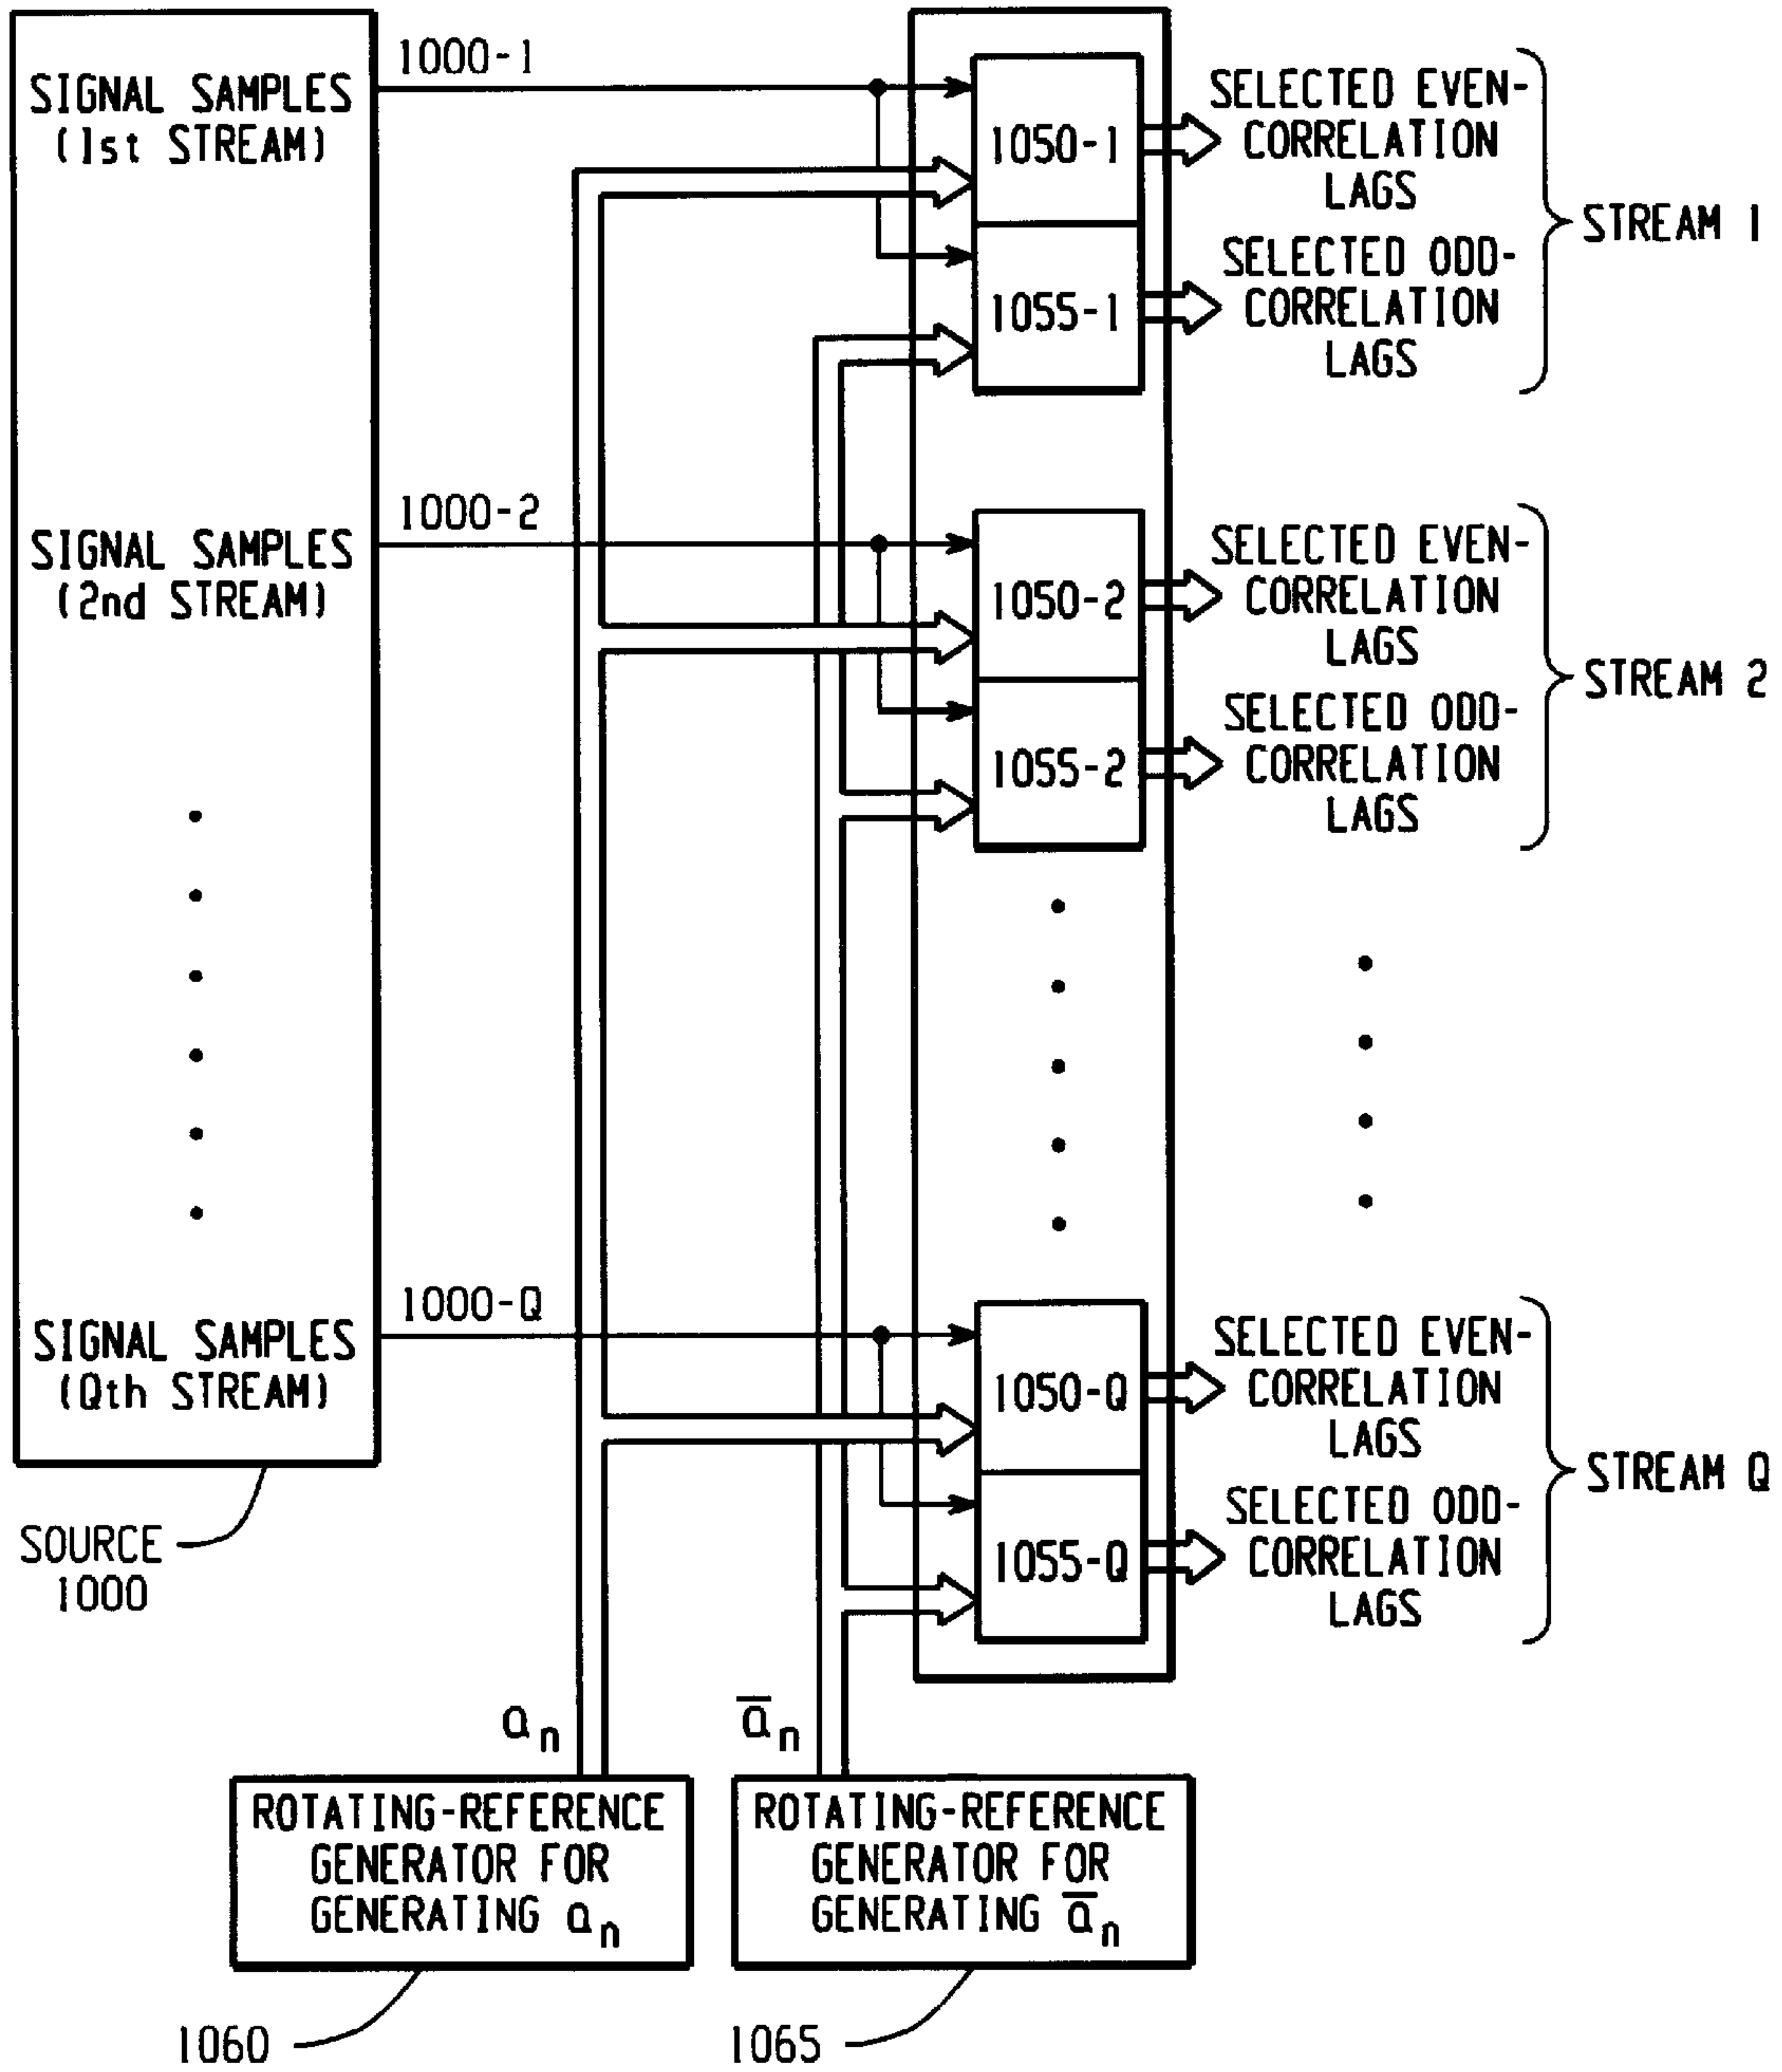 1000-1
SIGNAL SAMPLES
(1st STREAM)
1050-1
SELECTED EVEN-
CORRELATION
LAGS
1055-1
SELECTED ODD-
CORRELATION
LAGS
STREAM 1
1000-2
SIGNAL SAMPLES
(2nd STREAM)
1050-2
SELECTED EVEN-
CORRELATION
LAGS
1055-2
SELECTED ODD-
CORRELATION
LAGS
STREAM 2
1000-Q
SIGNAL SAMPLES
(Qth STREAM)
1050-Q
SELECTED EVEN-
CORRELATION
LAGS
1055-Q
SELECTED ODD-
CORRELATION
LAGS
STREAM Q
SOURCE
1000
aₙ
a̅ₙ
ROTATING-REFERENCE
GENERATOR FOR
GENERATING aₙ
ROTATING-REFERENCE
GENERATOR FOR
GENERATING a̅ₙ
1060
1065